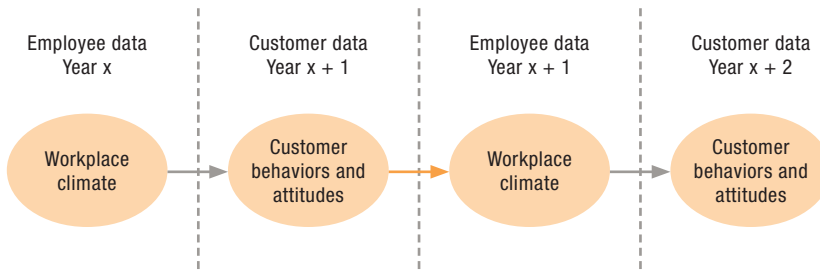 Employee data
Year x
Customer data
Year x + 1
Employee data
Year x + 1
Customer data
Year x + 2
Workplace
climate
Customer
behaviors and
attitudes
Workplace
climate
Customer
behaviors and
attitudes